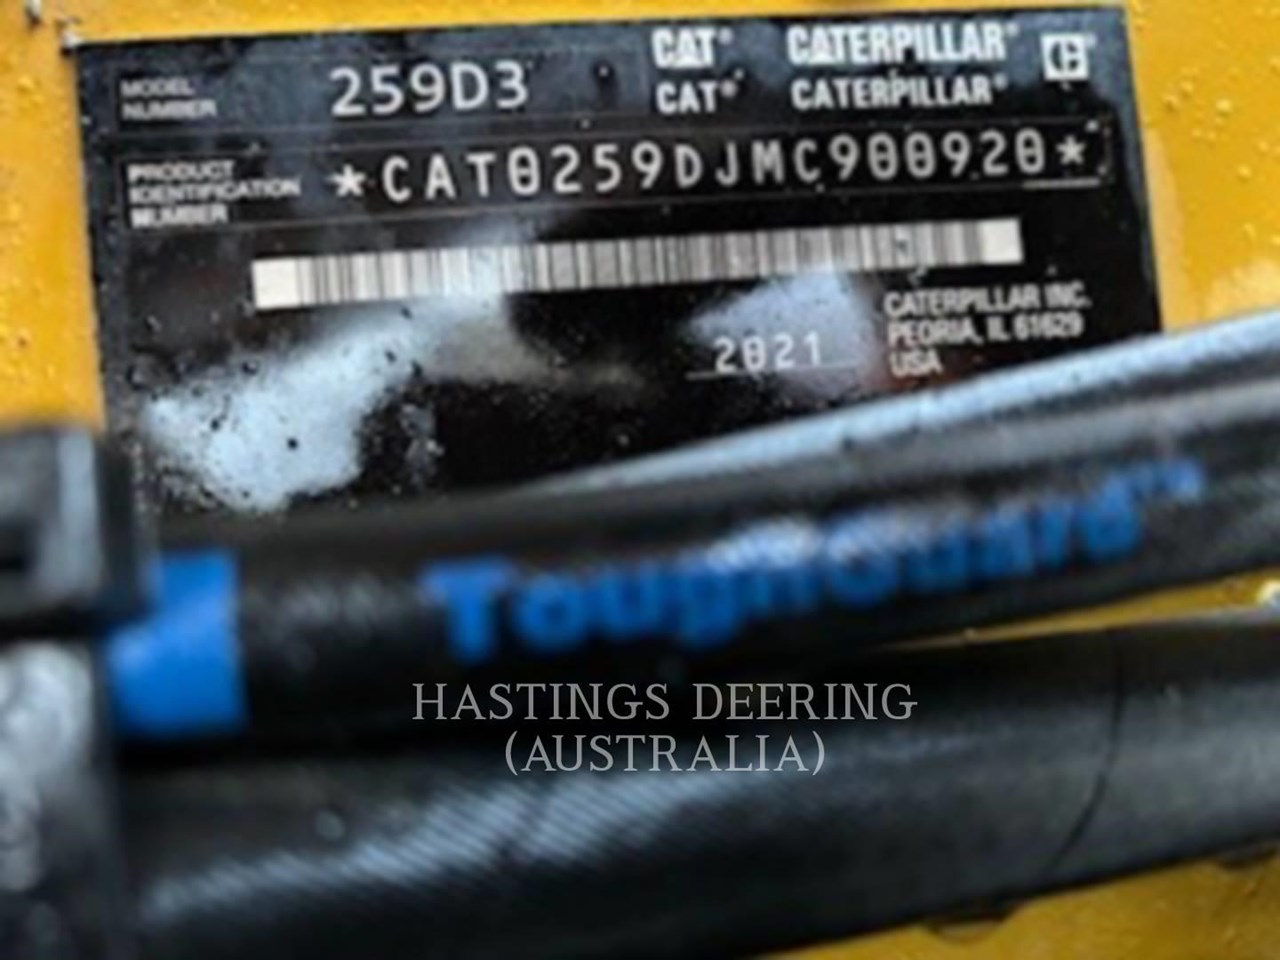 MODEL NUMBER 259D3
CAT® CATERPILLAR®
CAT® CATERPILLAR®
PRODUCT IDENTIFICATION NUMBER *CAT0259DJMC900920*
2021
CATERPILLAR INC.
PEORIA, IL 61629
USA
ToughGuard™
HASTINGS DEERING
(AUSTRALIA)